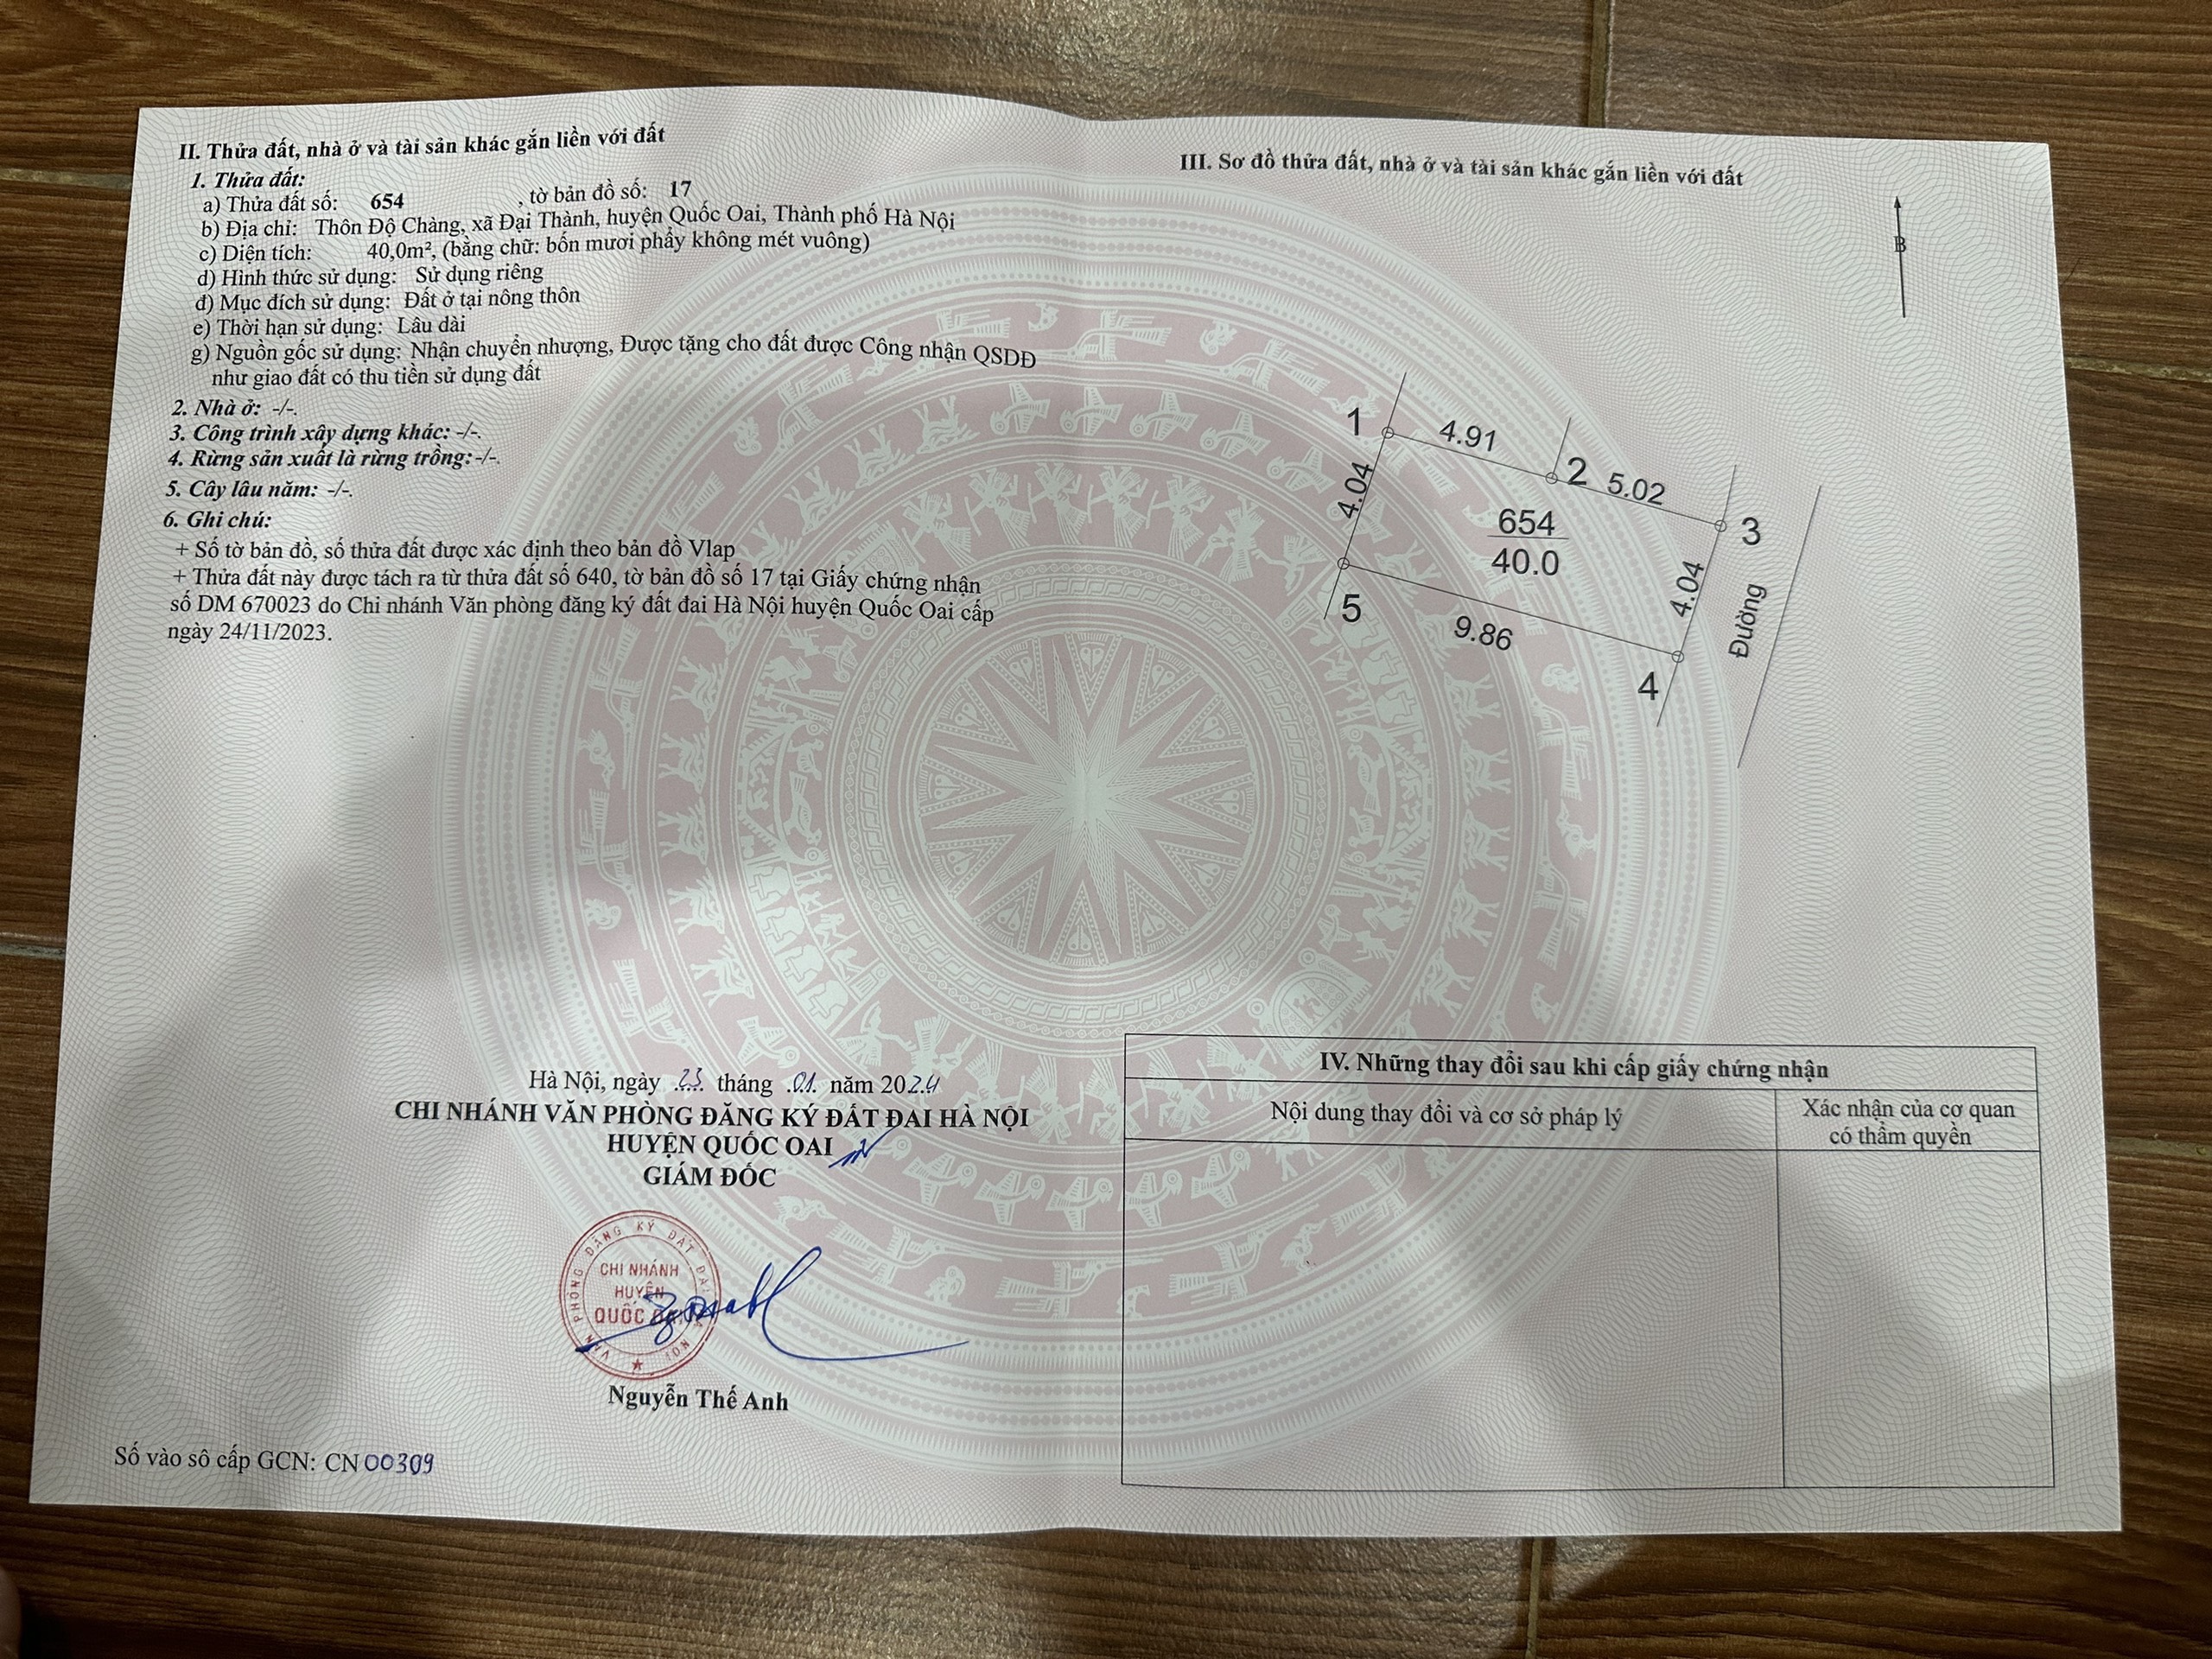 II. Thửa đất, nhà ở và tài sản khác gắn liền với đất
1. Thửa đất:
a) Thửa đất số: 654 , tờ bản đồ số: 17
b) Địa chỉ: Thôn Độ Chàng, xã Đại Thành, huyện Quốc Oai, Thành phố Hà Nội
c) Diện tích: 40,0m², (bằng chữ: bốn mươi phẩy không mét vuông)
d) Hình thức sử dụng: Sử dụng riêng
đ) Mục đích sử dụng: Đất ở tại nông thôn
e) Thời hạn sử dụng: Lâu dài
g) Nguồn gốc sử dụng: Nhận chuyển nhượng, Được tặng cho đất được Công nhận QSDĐ
như giao đất có thu tiền sử dụng đất
2. Nhà ở: -/-.
3. Công trình xây dựng khác: -/-.
4. Rừng sản xuất là rừng trồng:-/-.
5. Cây lâu năm: -/-.
6. Ghi chú:
+ Số tờ bản đồ, số thửa đất được xác định theo bản đồ Vlap
+ Thửa đất này được tách ra từ thửa đất số 640, tờ bản đồ số 17 tại Giấy chứng nhận
số DM 670023 do Chi nhánh Văn phòng đăng ký đất đai Hà Nội huyện Quốc Oai cấp
ngày 24/11/2023.
Hà Nội, ngày 23 tháng 01 năm 2024
CHI NHÁNH VĂN PHÒNG ĐĂNG KÝ ĐẤT ĐAI HÀ NỘI
HUYỆN QUỐC OAI
GIÁM ĐỐC
VĂN PHÒNG ĐĂNG KÝ ĐẤT ĐAI HÀ NỘI
CHI NHÁNH
HUYỆN
QUỐC OAI
Nguyễn Thế Anh
Số vào sô cấp GCN: CN 00309
III. Sơ đồ thửa đất, nhà ở và tài sản khác gắn liền với đất
B
1
4.91
2
5.02
3
4.04
654
40.0
4.04
Đường
5
9.86
4
IV. Những thay đổi sau khi cấp giấy chứng nhận
Nội dung thay đổi và cơ sở pháp lý
Xác nhận của cơ quan
có thẩm quyền